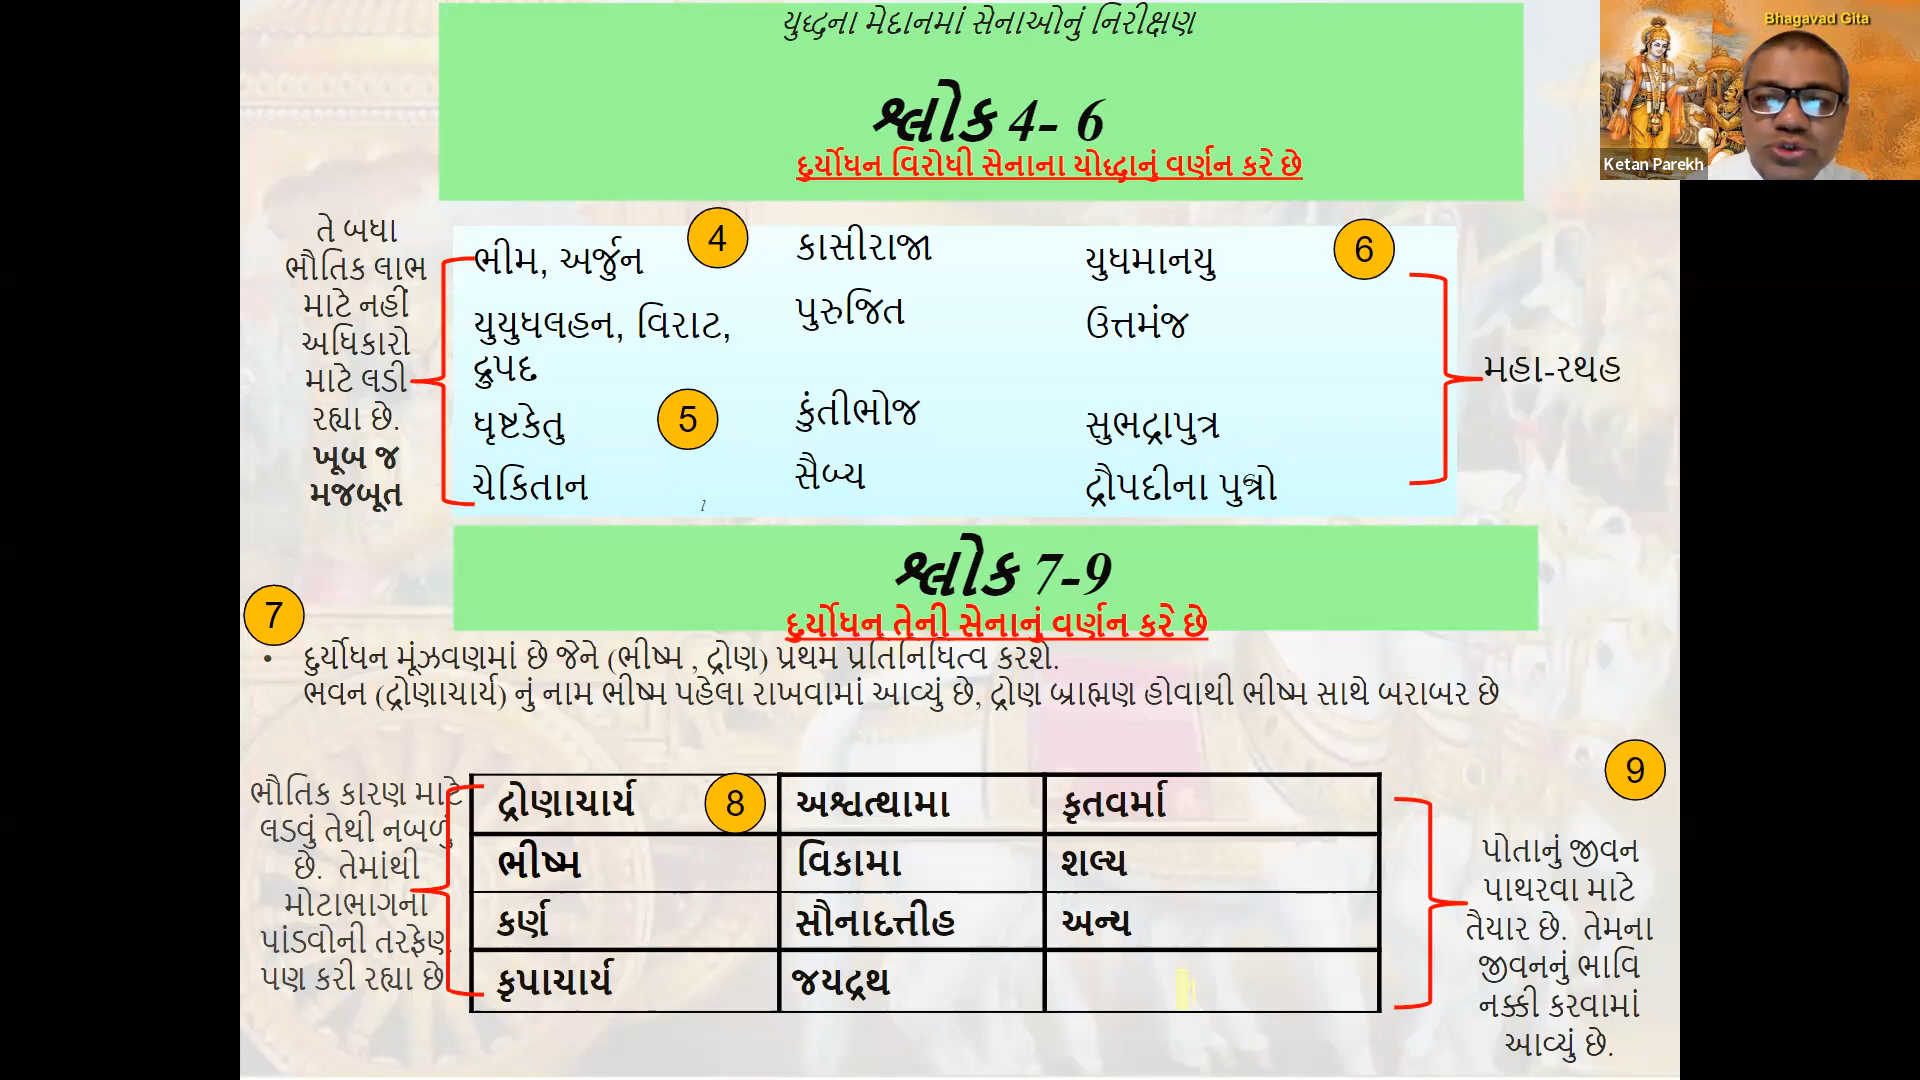 યુદ્ધના મેદાનમાં સેનાઓનું નિરીક્ષણ
શ્લોક 4- 6
દુર્યોધન વિરોધી સેનાના યોદ્ધાનું વર્ણન કરે છે
Bhagavad Gita
Ketan Parekh
તે બધા
ભૌતિક લાભ
માટે નહીં
અધિકારો
માટે લડી
રહ્યા છે.
ખૂબ જ
મજબૂત
ભીમ, અર્જુન
4
યુયુધલહન, વિરાટ,
દ્રુપદ
ધૃષ્ટકેતુ
5
ચેકિતાન
કાસીરાજા
પુરુજિત
કુંતીભોજ
સૈબ્ય
યુધમાનયુ
6
ઉત્તમંજ
સુભદ્રાપુત્ર
દ્રૌપદીના પુત્રો
મહા-રથહ
શ્લોક 7-9
દુર્યોધન તેની સેનાનું વર્ણન કરે છે
7
• દુર્યોધન મૂંઝવણમાં છે જેને (ભીષ્મ , દ્રોણ) પ્રથમ પ્રતિનિધિત્વ કરશે.
ભવન (દ્રોણાચાર્ય) નું નામ ભીષ્મ પહેલા રાખવામાં આવ્યું છે, દ્રોણ બ્રાહ્મણ હોવાથી ભીષ્મ સાથે બરાબર છે
ભૌતિક કારણ માટે
લડવું તેથી નબળું
છે. તેમાંથી
મોટાભાગના
પાંડવોની તરફેણ
પણ કરી રહ્યા છે
દ્રોણાચાર્ય 8 અશ્વત્થામા કૃતવર્મા
ભીષ્મ વિકામા શલ્ય
કર્ણ સૌનાદત્તીહ અન્ય
કૃપાચાર્ય જયદ્રથ
9
પોતાનું જીવન
પાથરવા માટે
તૈયાર છે. તેમના
જીવનનું ભાવિ
નક્કી કરવામાં
આવ્યું છે.